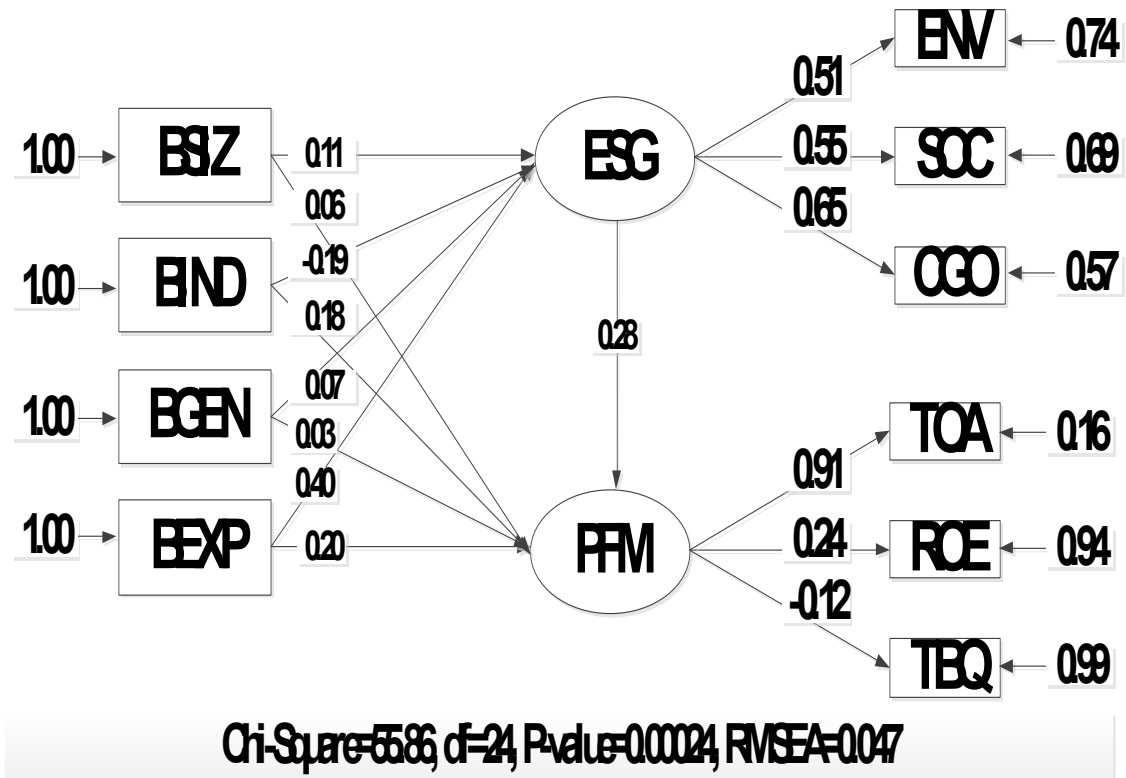 ENV
0.74
0.51
1.00
BSIZ
0.11
ESG
0.55
SOC
0.69
0.06
0.65
1.00
BIND
-0.19
CGO
0.57
0.18
0.28
1.00
BGEN
0.07
0.03
TOA
0.16
0.91
0.40
1.00
BEXP
0.20
PFM
0.24
ROE
0.94
-0.12
TBQ
0.99
Chi-Square=55.86, df=24, P-value=0.00024, RMSEA=0.047